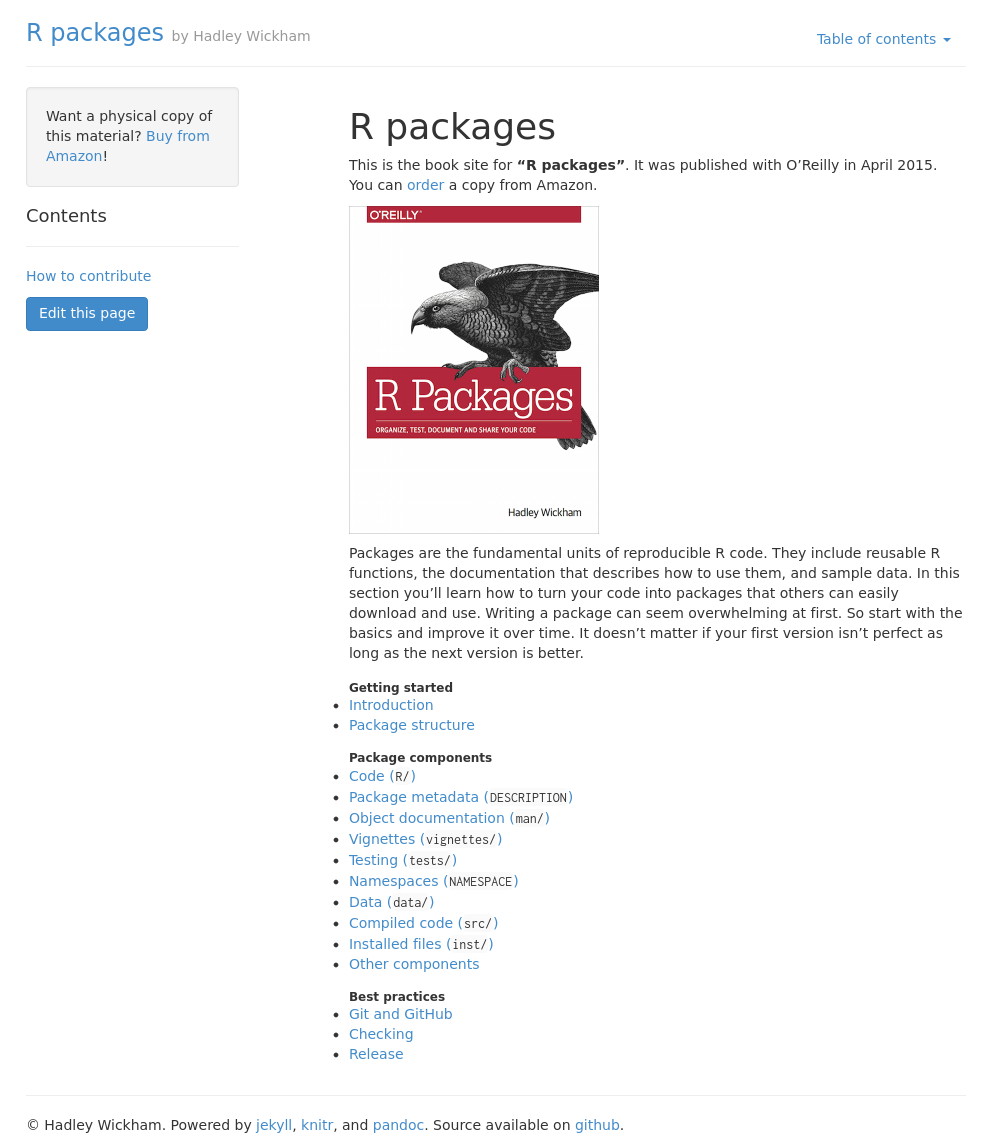 R packages by Hadley Wickham
Table of contents
Want a physical copy of
this material? Buy from
Amazon!
Contents
How to contribute
Edit this page
R packages
This is the book site for “R packages”. It was published with O’Reilly in April 2015.
You can order a copy from Amazon.
O'REILLY®
R Packages
ORGANIZE, TEST, DOCUMENT AND SHARE YOUR CODE
Hadley Wickham
Packages are the fundamental units of reproducible R code. They include reusable R
functions, the documentation that describes how to use them, and sample data. In this
section you’ll learn how to turn your code into packages that others can easily
download and use. Writing a package can seem overwhelming at first. So start with the
basics and improve it over time. It doesn’t matter if your first version isn’t perfect as
long as the next version is better.
Getting started
• Introduction
• Package structure
Package components
• Code (R/)
• Package metadata (DESCRIPTION)
• Object documentation (man/)
• Vignettes (vignettes/)
• Testing (tests/)
• Namespaces (NAMESPACE)
• Data (data/)
• Compiled code (src/)
• Installed files (inst/)
• Other components
Best practices
• Git and GitHub
• Checking
• Release
© Hadley Wickham. Powered by jekyll, knitr, and pandoc. Source available on github.